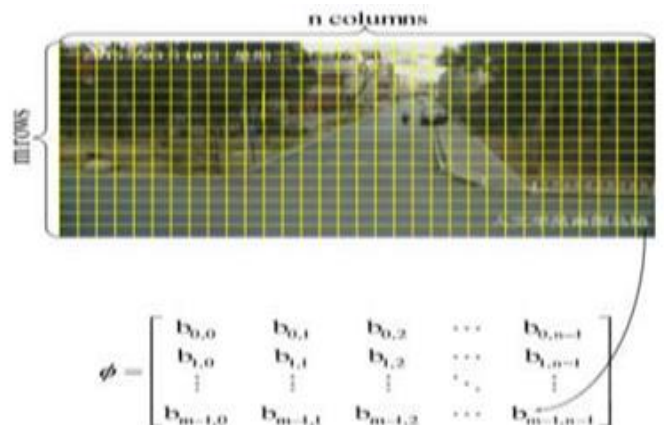 n columns
mrows
ϕ =
b0,0 b0,1 b0,2 ⋯ b0,n−1
b1,0 b1,1 b1,2 ⋯ b1,n−1
⋮ ⋮ ⋮ ⋱ ⋮
bm−1,0 bm−1,1 bm−1,2 ⋯ bm−1,n−1